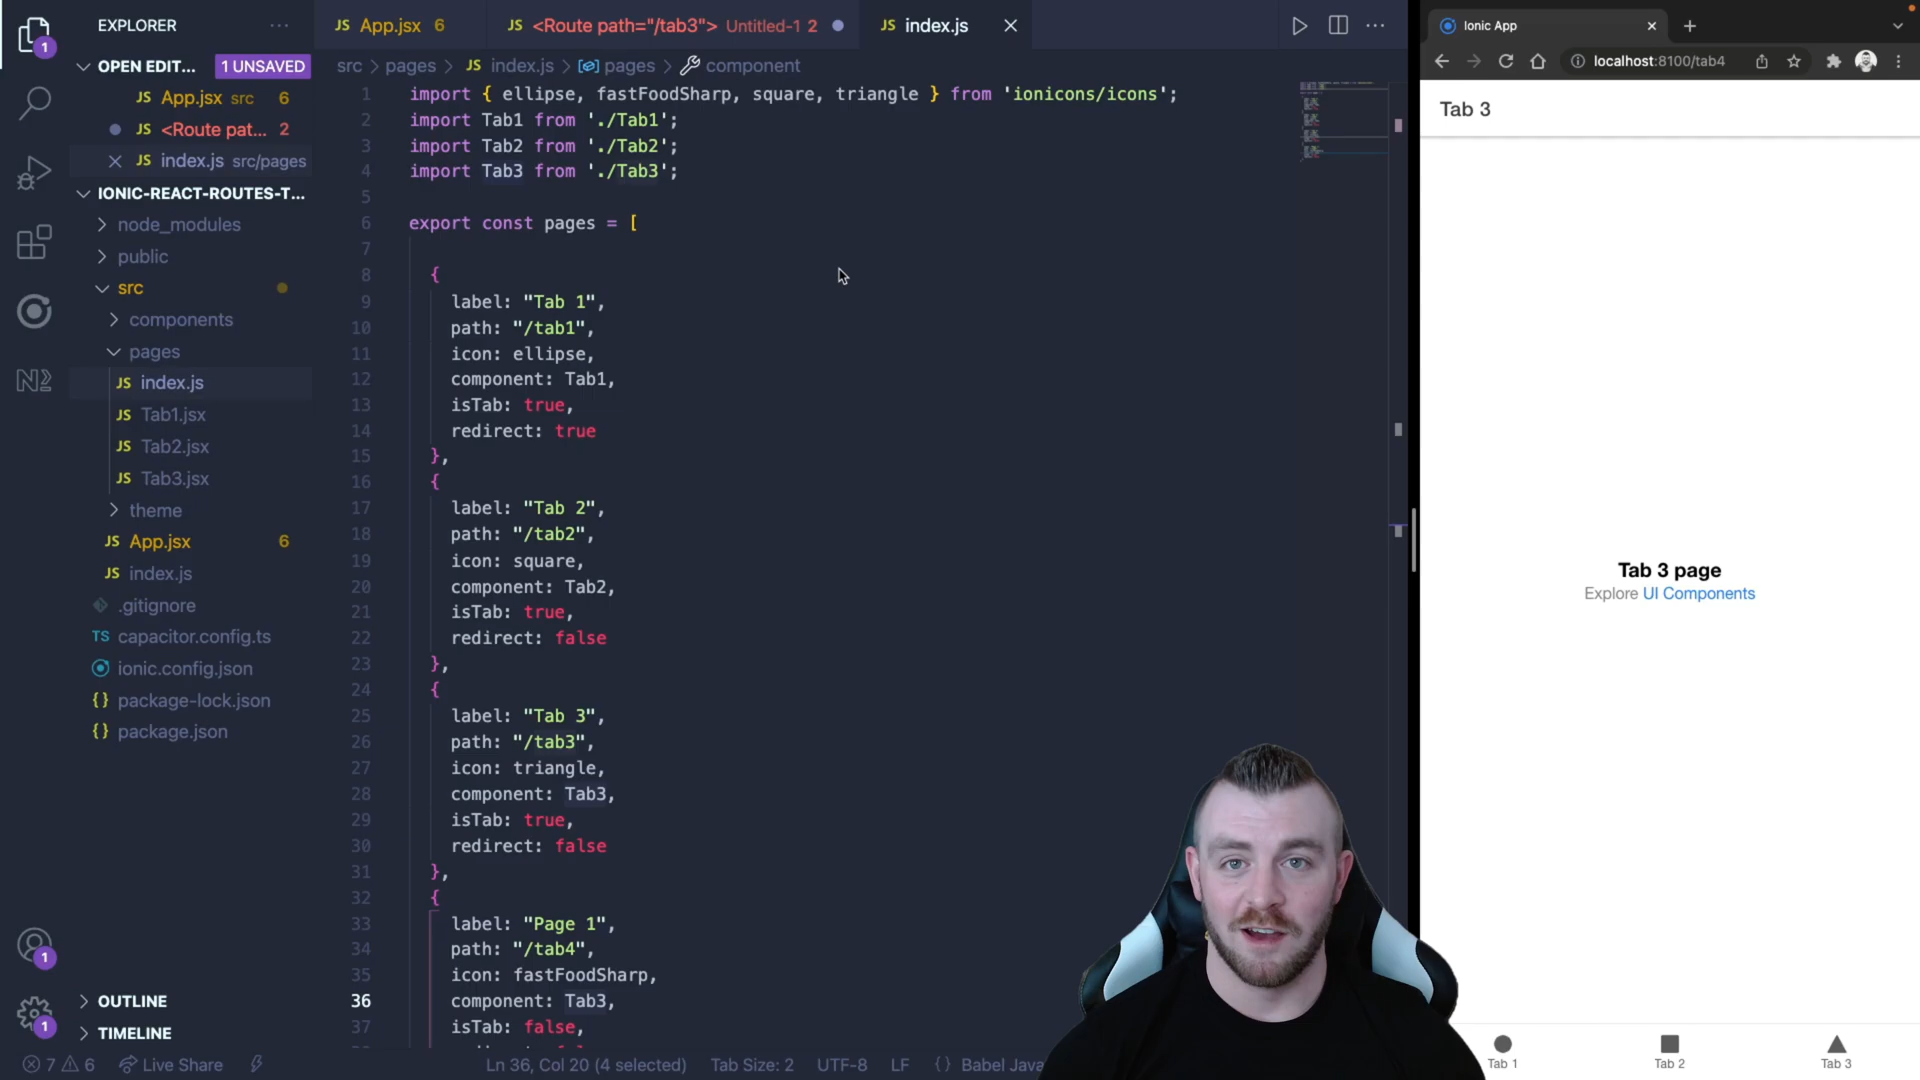 EXPLORER
OPEN EDIT... 1 UNSAVED
JS App.jsx src 6
JS <Route pat... 2
JS index.js src/pages
IONIC-REACT-ROUTES-T...
node_modules
public
src
components
pages
JS index.js
JS Tab1.jsx
JS Tab2.jsx
JS Tab3.jsx
theme
JS App.jsx 6
JS index.js
.gitignore
TS capacitor.config.ts
ionic.config.json
{} package-lock.json
{} package.json
OUTLINE
TIMELINE
1
1
1
JS App.jsx 6
JS <Route path="/tab3"> Untitled-1 2
JS index.js
src > pages > JS index.js > pages > component
1 import { ellipse, fastFoodSharp, square, triangle } from 'ionicons/icons';
2 import Tab1 from './Tab1';
3 import Tab2 from './Tab2';
4 import Tab3 from './Tab3';
5
6 export const pages = [
7
8 {
9 label: "Tab 1",
10 path: "/tab1",
11 icon: ellipse,
12 component: Tab1,
13 isTab: true,
14 redirect: true
15 },
16 {
17 label: "Tab 2",
18 path: "/tab2",
19 icon: square,
20 component: Tab2,
21 isTab: true,
22 redirect: false
23 },
24 {
25 label: "Tab 3",
26 path: "/tab3",
27 icon: triangle,
28 component: Tab3,
29 isTab: true,
30 redirect: false
31 },
32 {
33 label: "Page 1",
34 path: "/tab4",
35 icon: fastFoodSharp,
36 component: Tab3,
37 isTab: false,
7 6 Live Share
Ln 36, Col 20 (4 selected) Tab Size: 2 UTF-8 LF {} Babel Java
Ionic App
localhost:8100/tab4
Tab 3
Tab 3 page
Explore UI Components
Tab 1 Tab 2 Tab 3